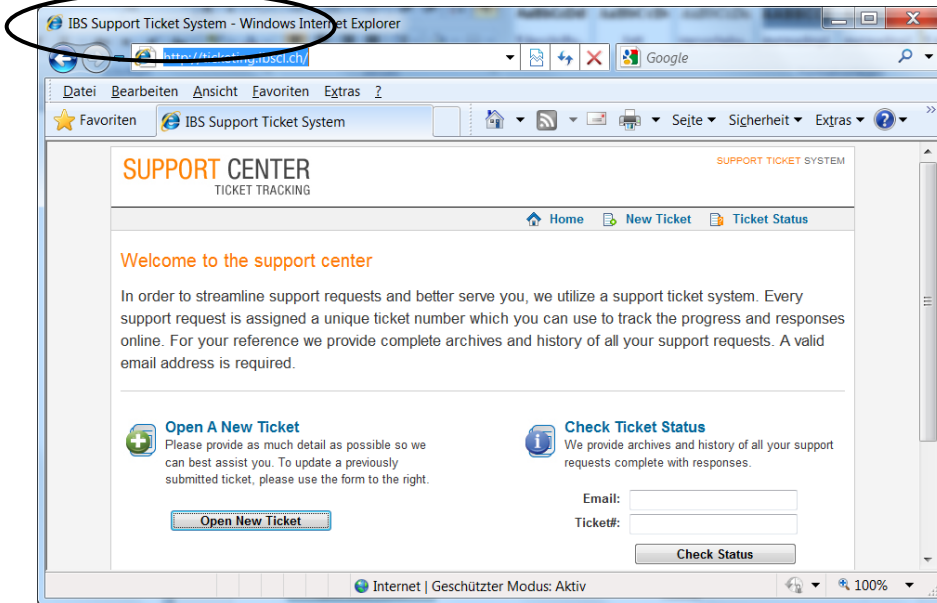 IBS Support Ticket System - Windows Internet Explorer
http://ticketing.ibscl.ch/
Google
Datei Bearbeiten Ansicht Favoriten Extras ?
Favoriten IBS Support Ticket System Seite Sicherheit Extras
SUPPORT CENTER
TICKET TRACKING
SUPPORT TICKET SYSTEM
Home New Ticket Ticket Status
Welcome to the support center
In order to streamline support requests and better serve you, we utilize a support ticket system. Every
support request is assigned a unique ticket number which you can use to track the progress and responses
online. For your reference we provide complete archives and history of all your support requests. A valid
email address is required.
Open A New Ticket
Please provide as much detail as possible so we
can best assist you. To update a previously
submitted ticket, please use the form to the right.
Open New Ticket
Check Ticket Status
We provide archives and history of all your support
requests complete with responses.
Email:
Ticket#:
Check Status
Internet | Geschützter Modus: Aktiv 100%